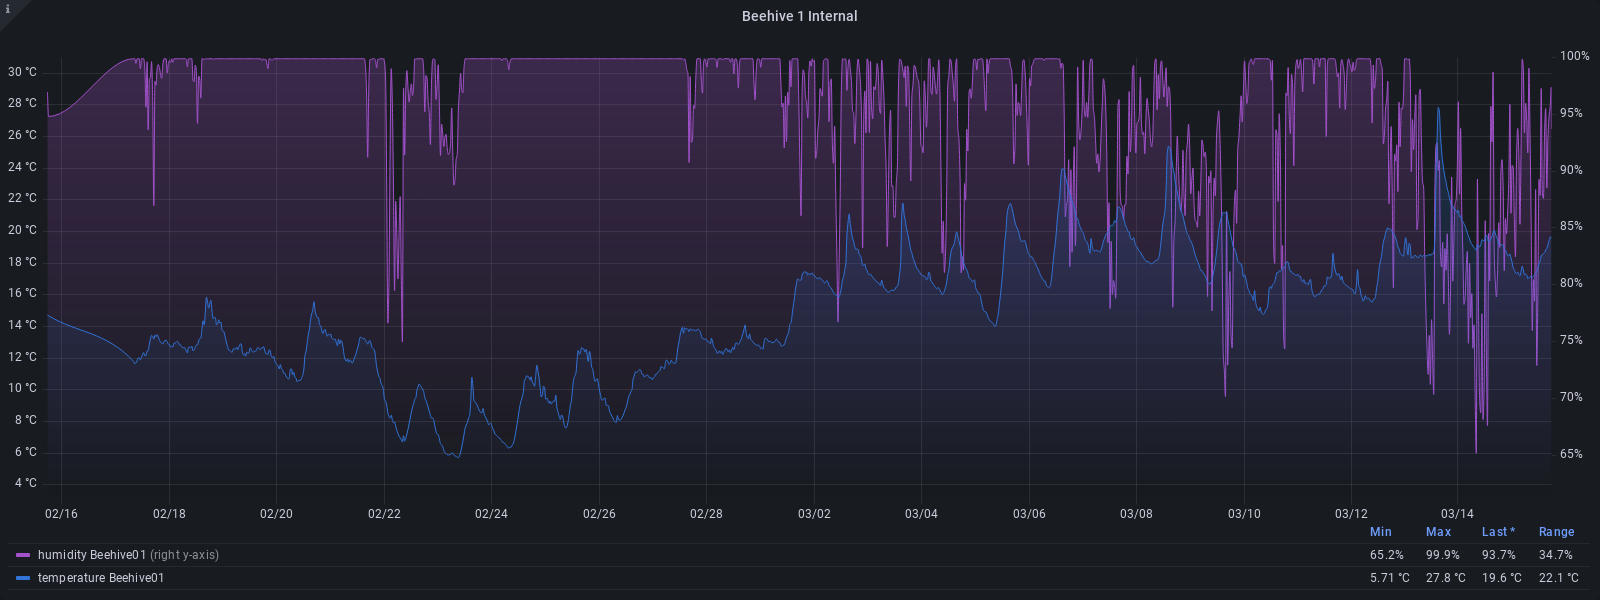 i
Beehive 1 Internal
30 °C
28 °C
26 °C
24 °C
22 °C
20 °C
18 °C
16 °C
14 °C
12 °C
10 °C
8 °C
6 °C
4 °C
100%
95%
90%
85%
80%
75%
70%
65%
02/16 02/18 02/20 02/22 02/24 02/26 02/28 03/02 03/04 03/06 03/08 03/10 03/12 03/14
Min Max Last * Range
humidity Beehive01 (right y-axis) 65.2% 99.9% 93.7% 34.7%
temperature Beehive01 5.71 °C 27.8 °C 19.6 °C 22.1 °C